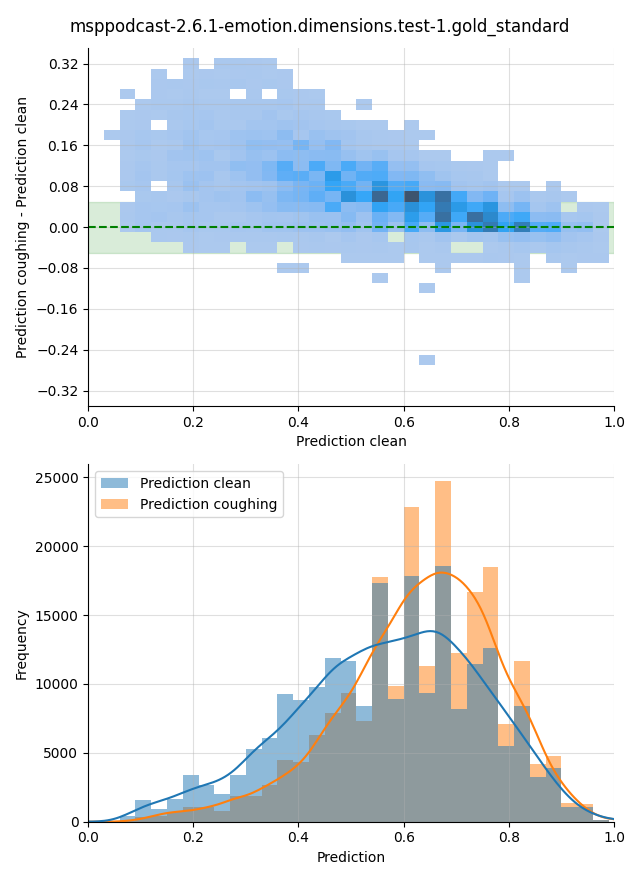 msppodcast-2.6.1-emotion.dimensions.test-1.gold_standard
0.32
0.24
0.16
0.08
0.00
−0.08
−0.16
−0.24
−0.32
Prediction coughing - Prediction clean
0.0 0.2 0.4 0.6 0.8 1.0
Prediction clean
Prediction clean
Prediction coughing
25000
20000
15000
10000
5000
0
Frequency
0.0 0.2 0.4 0.6 0.8 1.0
Prediction